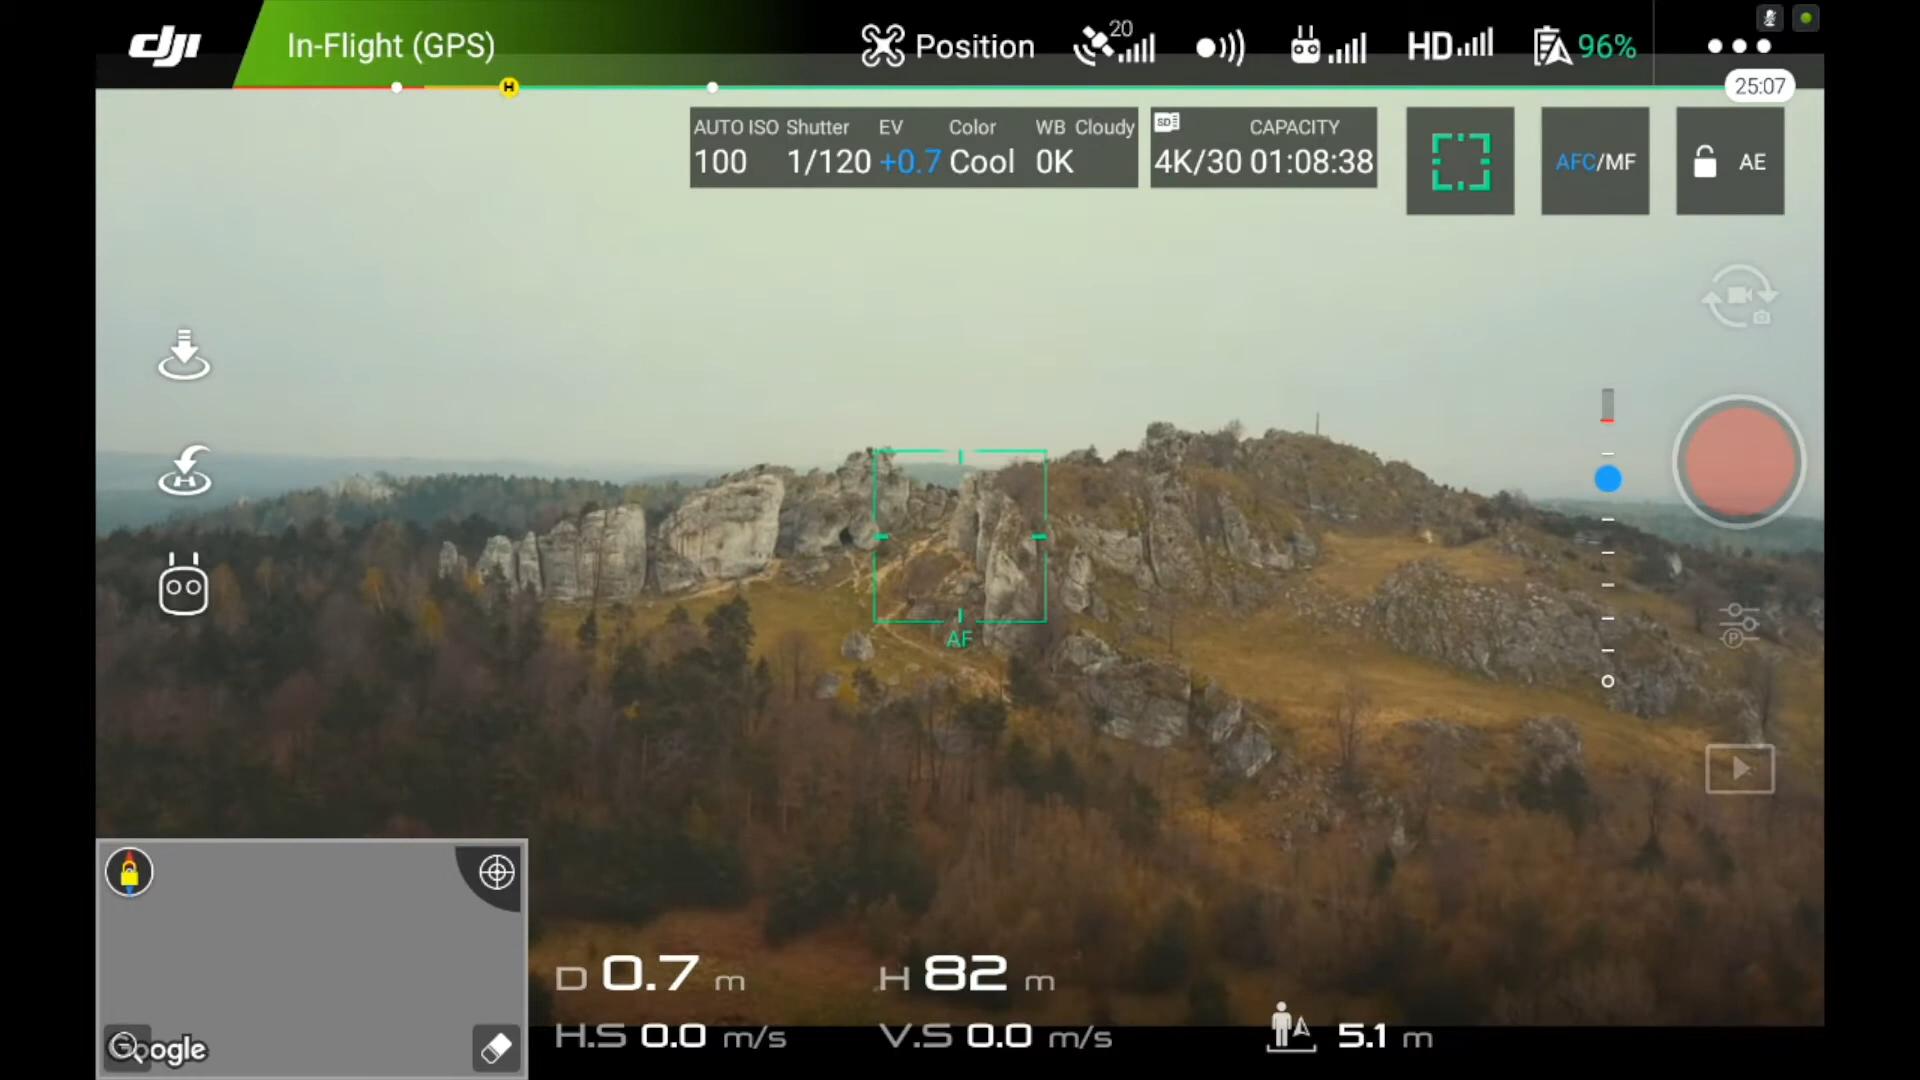 dji In-Flight (GPS) Position 20 HD 96%
H 25:07
AUTO ISO Shutter EV Color WB Cloudy
100 1/120 +0.7 Cool 0K
SD CAPACITY
4K/30 01:08:38
AFC/MF
AE
AF
H
P
D 0.7 m H 82 m
H.S 0.0 m/s V.S 0.0 m/s 5.1 m
Google